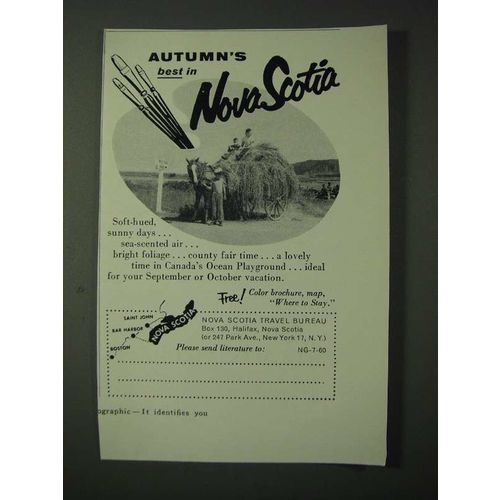 AUTUMN'S
best in
Nova Scotia
Soft-hued,
sunny days...
sea-scented air...
bright foliage...county fair time...a lovely
time in Canada's Ocean Playground...ideal
for your September or October vacation.
Free! Color brochure, map,
"Where to Stay."
SAINT JOHN
BAR HARBOR
BOSTON
NOVA SCOTIA
NOVA SCOTIA TRAVEL BUREAU
Box 130, Halifax, Nova Scotia
(or 247 Park Ave., New York 17, N. Y.)
Please send literature to: NG-7-60
ographic—It identifies you